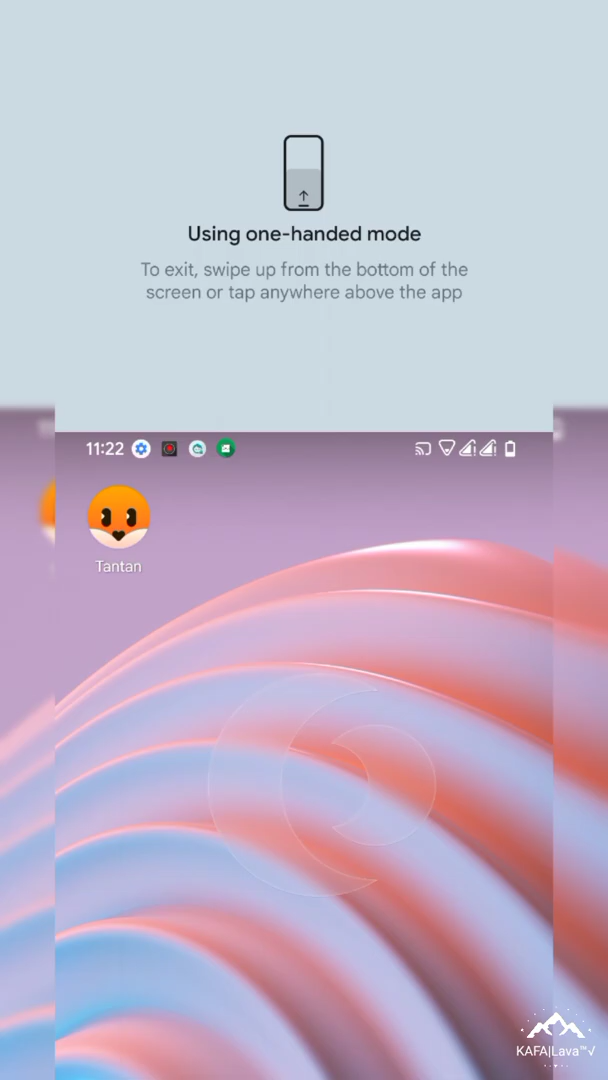 Using one-handed mode
To exit, swipe up from the bottom of the
screen or tap anywhere above the app
11:22
Tantan
KAFA|Lava™√